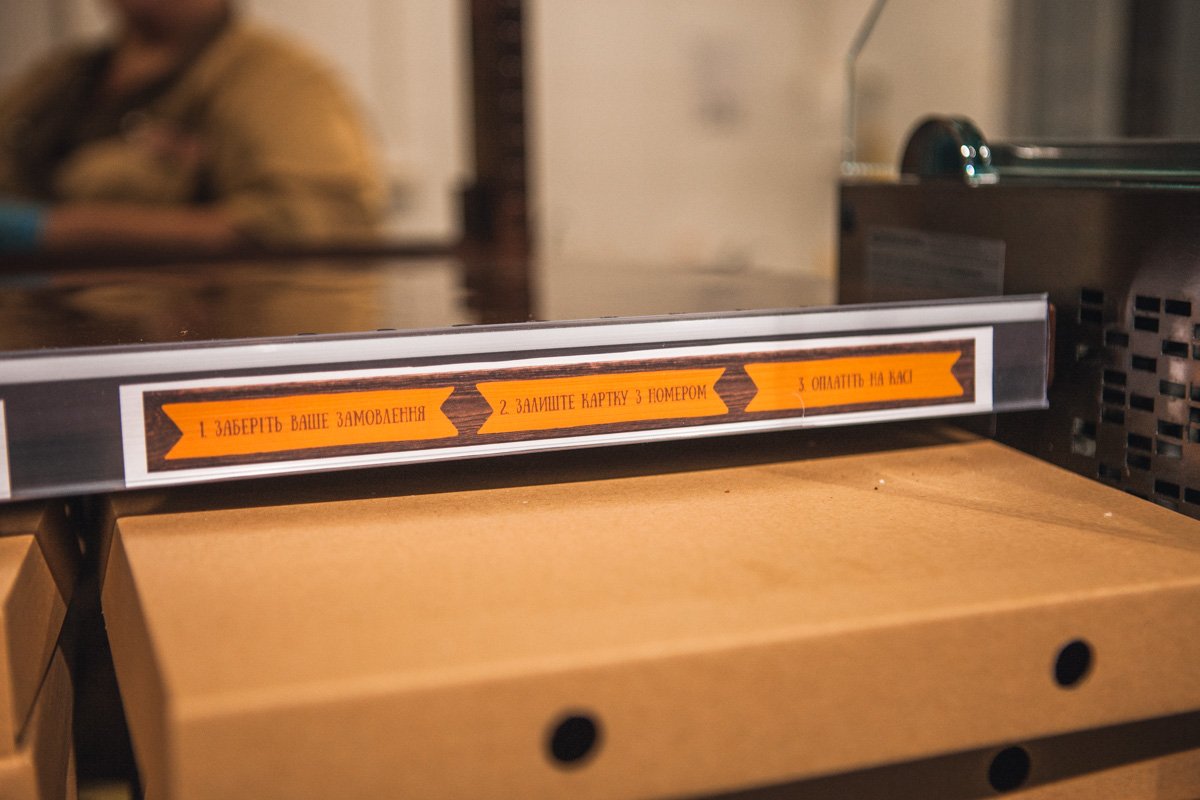 1. ЗАБЕРІТЬ ВАШЕ ЗАМОВЛЕННЯ
2. ЗАЛИШТЕ КАРТКУ З НОМЕРОМ
3. ОПЛАТІТЬ НА КАСІ